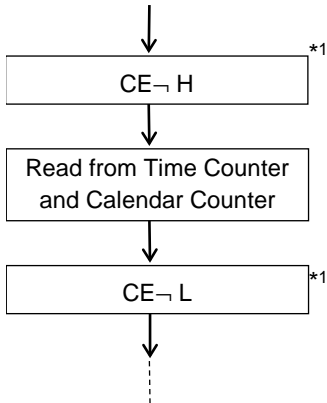 *1
CE¬ H
Read from Time Counter
and Calendar Counter
*1
CE¬ L